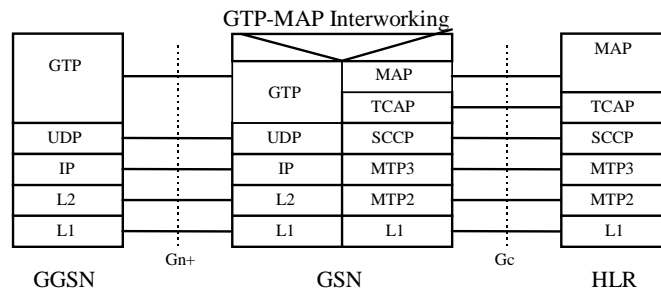 GTP-MAP Interworking
GTP
GTP
MAP
MAP
TCAP
TCAP
UDP
UDP
SCCP
SCCP
IP
IP
MTP3
MTP3
L2
L2
MTP2
MTP2
L1
L1
L1
L1
Gn+
Gc
GGSN
GSN
HLR